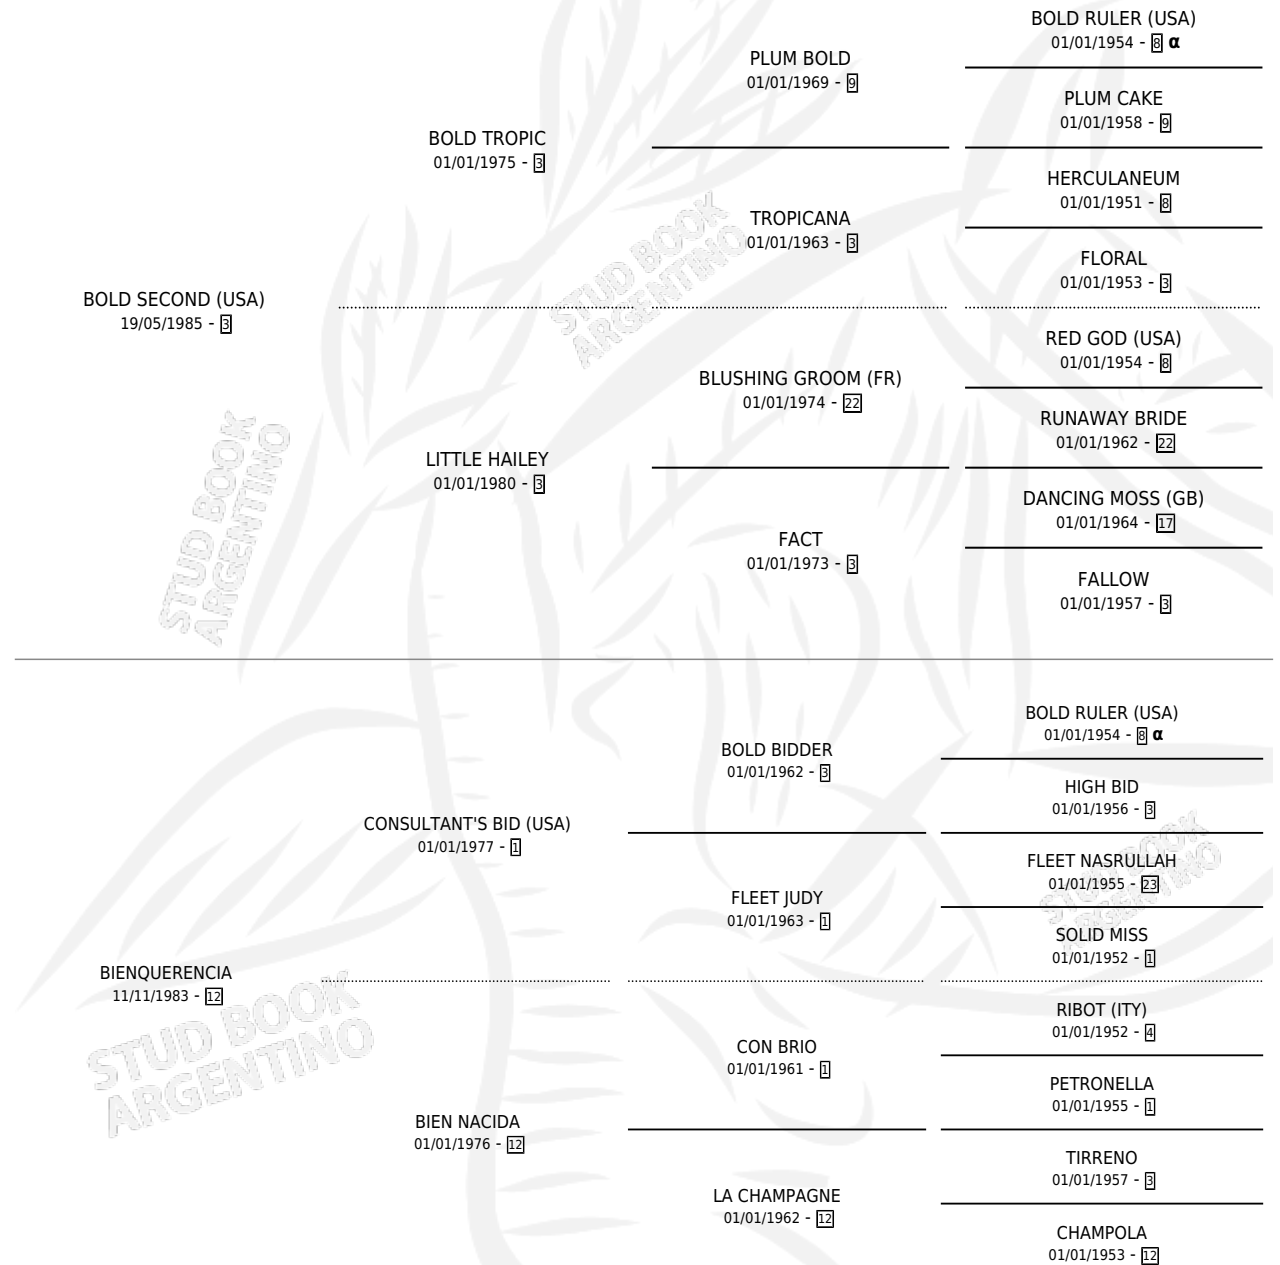 BOLD RULER (USA)
01/01/1954 - 8 α
PLUM BOLD
01/01/1969 - 9
PLUM CAKE
01/01/1958 - 9
BOLD TROPIC
01/01/1975 - 3
HERCULANEUM
01/01/1951 - 8
TROPICANA
01/01/1963 - 3
FLORAL
01/01/1953 - 3
BOLD SECOND (USA)
19/05/1985 - 3
RED GOD (USA)
01/01/1954 - 8
BLUSHING GROOM (FR)
01/01/1974 - 22
RUNAWAY BRIDE
01/01/1962 - 22
LITTLE HAILEY
01/01/1980 - 3
DANCING MOSS (GB)
01/01/1964 - 17
FACT
01/01/1973 - 3
FALLOW
01/01/1957 - 3
BOLD RULER (USA)
01/01/1954 - 8 α
BOLD BIDDER
01/01/1962 - 3
HIGH BID
01/01/1956 - 3
CONSULTANT'S BID (USA)
01/01/1977 - 1
FLEET NASRULLAH
01/01/1955 - 23
FLEET JUDY
01/01/1963 - 1
SOLID MISS
01/01/1952 - 1
BIENQUERENCIA
11/11/1983 - 12
RIBOT (ITY)
01/01/1952 - 4
CON BRIO
01/01/1961 - 1
PETRONELLA
01/01/1955 - 1
BIEN NACIDA
01/01/1976 - 12
TIRRENO
01/01/1957 - 3
LA CHAMPAGNE
01/01/1962 - 12
CHAMPOLA
01/01/1953 - 12
STUD BOOK
ARGENTINO
STUD BOOK
ARGENTINO
STUD BOOK
ARGENTINO
STUD BOOK
ARGENTINO